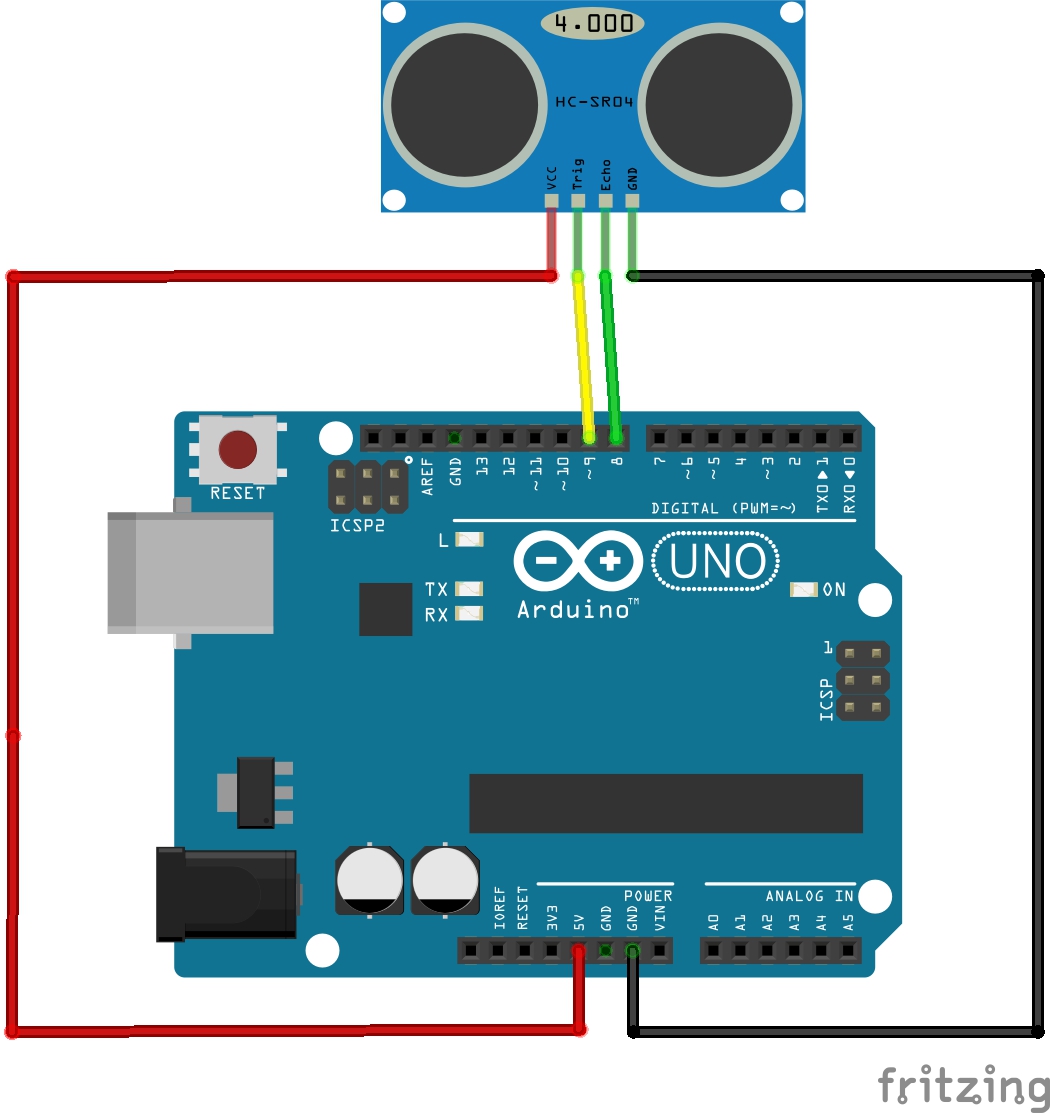 4.000
HC-SR04
VCC
Trig
Echo
GND
RESET
ICSP2
AREF
GND
13
12
~11
~10
~9
8
7
~6
~5
4
~3
2
TX0▶1
RX0◀0
DIGITAL (PWM=~)
L
TX
RX
UNO
ON
Arduino™
1
ICSP
POWER
ANALOG IN
IOREF
RESET
3V3
5V
GND
GND
VIN
A0
A1
A2
A3
A4
A5
fritzing